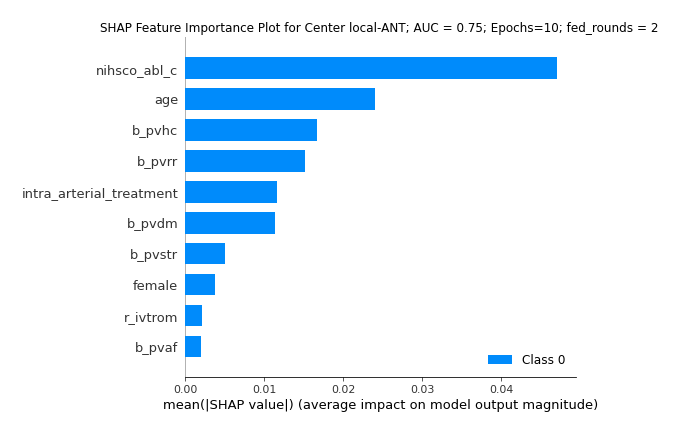 SHAP Feature Importance Plot for Center local-ANT; AUC = 0.75; Epochs=10; fed_rounds = 2
nihsco_abl_c
age
b_pvhc
b_pvrr
intra_arterial_treatment
b_pvdm
b_pvstr
female
r_ivtrom
b_pvaf
Class 0
0.00 0.01 0.02 0.03 0.04
mean(|SHAP value|) (average impact on model output magnitude)